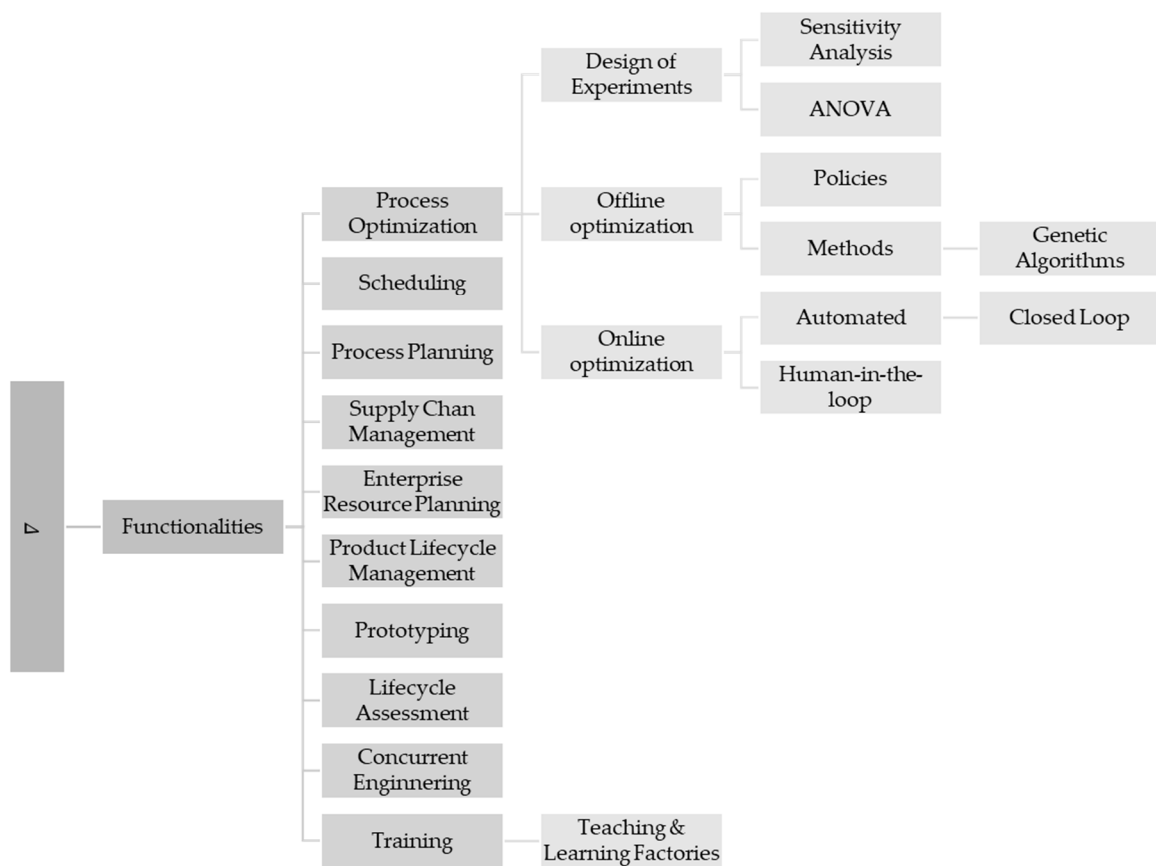 Sensitivity
Analysis
Design of
Experiments
ANOVA
Policies
Process
Optimization
Offline
optimization
Methods
Genetic
Algorithms
Scheduling
Automated
Closed Loop
Process Planning
Online
optimization
Human-in-the-
loop
Supply Chan
Management
Enterprise
Resource Planning
∆
Functionalities
Product Lifecycle
Management
Prototyping
Lifecycle
Assessment
Concurrent
Enginnering
Training
Teaching &
Learning Factories